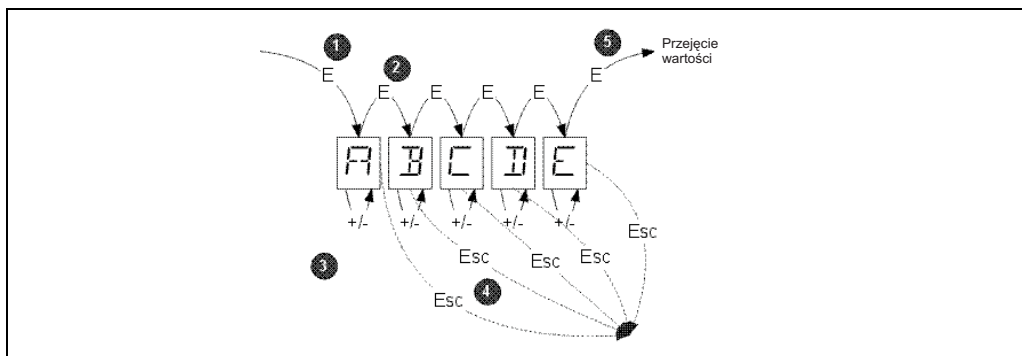 1
5
Przejęcie
wartości
2
E
E
E
E
E
E
A B C D E
+/- +/- +/- +/- +/-
Esc
3
Esc
Esc
Esc
4
Esc